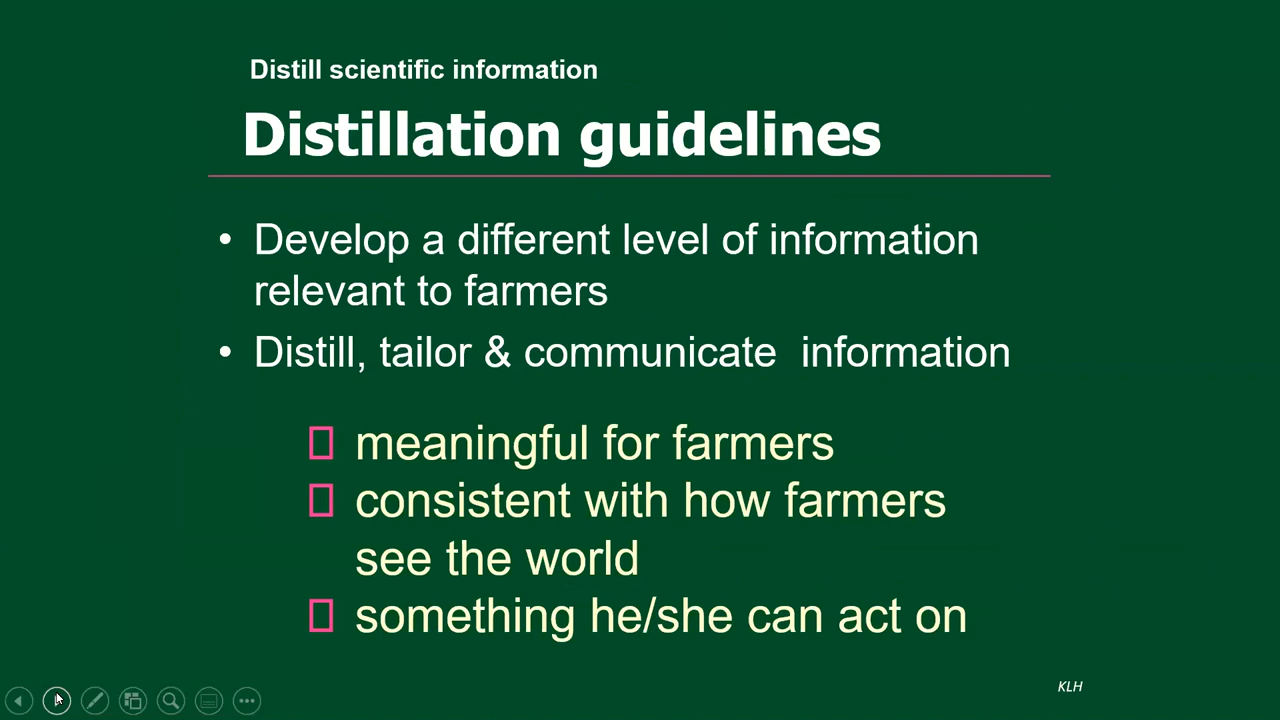 Distill scientific information
Distillation guidelines
• Develop a different level of information
relevant to farmers
• Distill, tailor & communicate  information
meaningful for farmers
consistent with how farmers
see the world
something he/she can act on
KLH